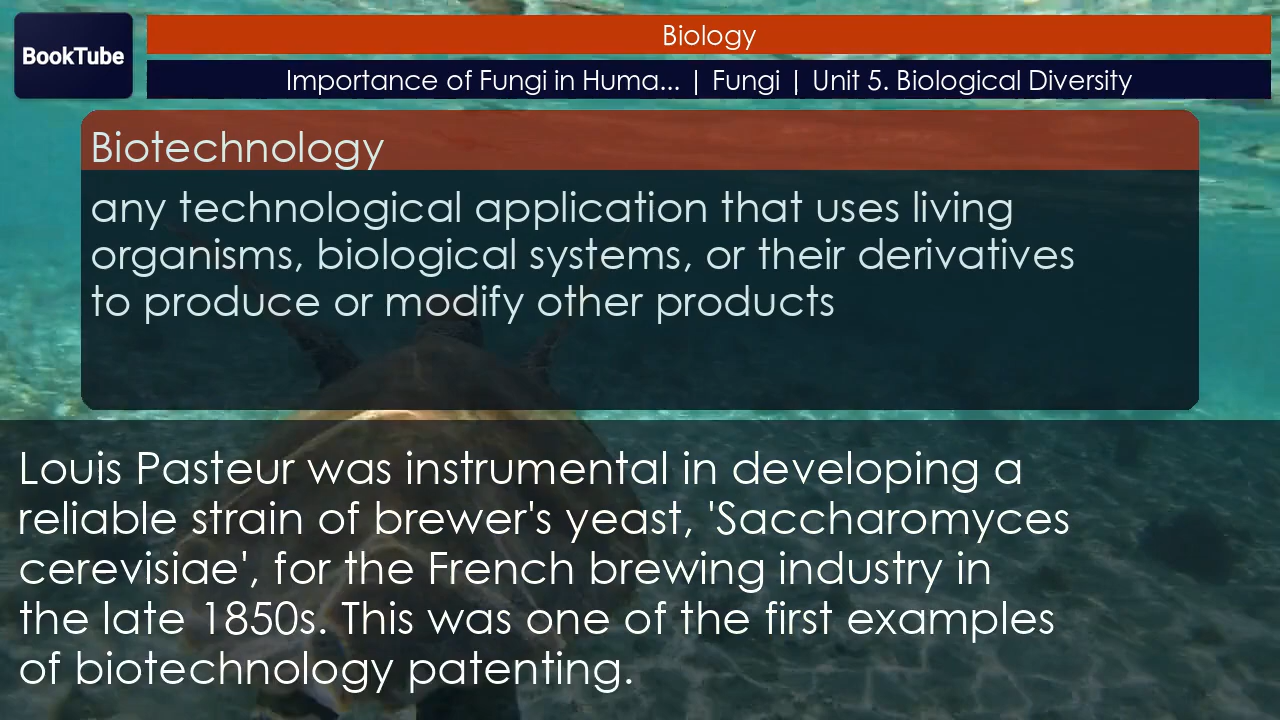 BookTube
Biology
Importance of Fungi in Huma... | Fungi | Unit 5. Biological Diversity
Biotechnology
any technological application that uses living
organisms, biological systems, or their derivatives
to produce or modify other products
Louis Pasteur was instrumental in developing a
reliable strain of brewer's yeast, 'Saccharomyces
cerevisiae', for the French brewing industry in
the late 1850s. This was one of the first examples
of biotechnology patenting.